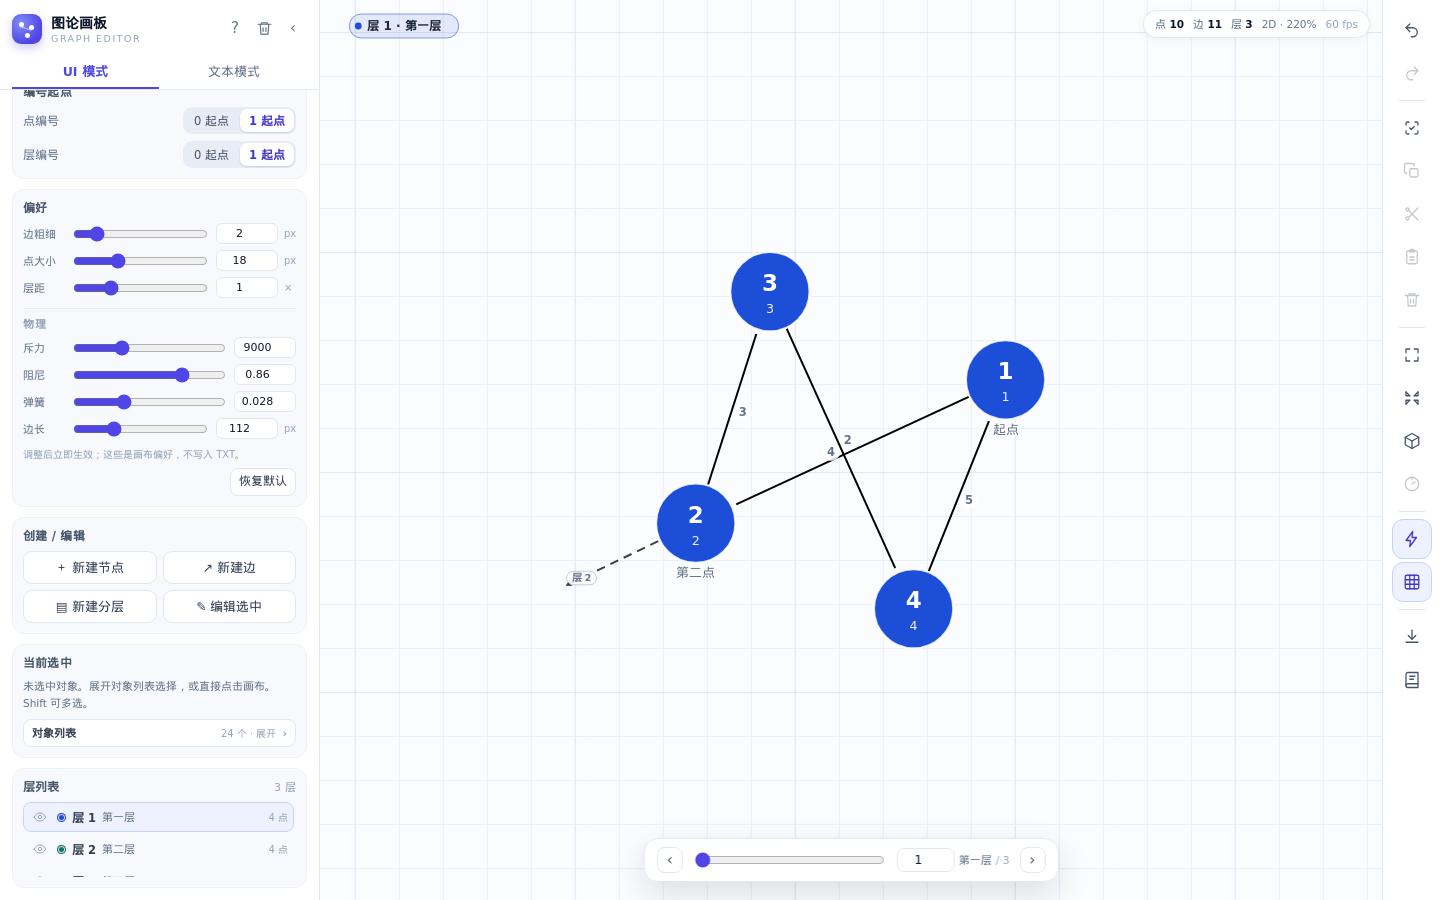 图论画板
GRAPH EDITOR
?
UI 模式
文本模式
编号起点
点编号
0 起点
1 起点
层编号
0 起点
1 起点
偏好
边粗细
2
px
点大小
18
px
层距
1
×
物理
斥力
9000
阻尼
0.86
弹簧
0.028
边长
112
px
调整后立即生效；这些是画布偏好，不写入 TXT。
恢复默认
创建 / 编辑
+ 新建节点
↗ 新建边
▤ 新建分层
✎ 编辑选中
当前选中
未选中对象。展开对象列表选择，或直接点击画布。
Shift 可多选。
对象列表
24 个 · 展开 ›
层列表
3 层
层 1 第一层
4 点
层 2 第二层
4 点
层 1 · 第一层
点 10 边 11 层 3 2D · 220% 60 fps
3
3
1
1
起点
3
2
4
5
2
2
第二点
层 2
4
4
‹
1
第一层 / 3
›